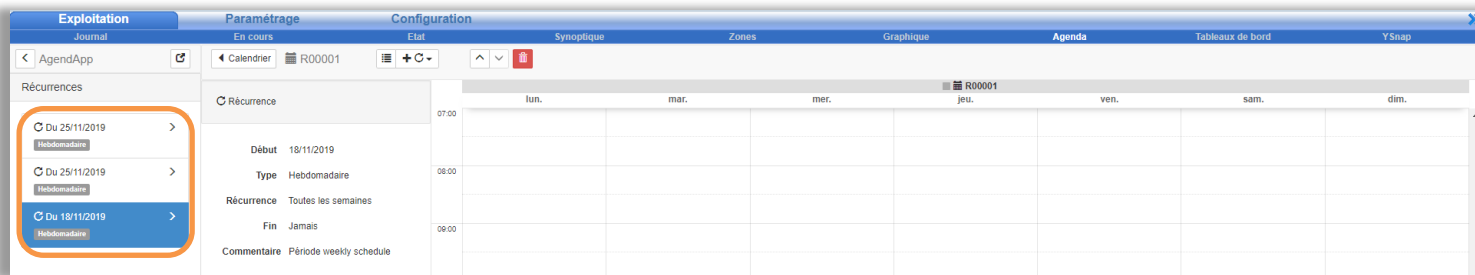 Exploitation Paramétrage Configuration
Journal En cours Etat Synoptique Zones Graphique Agenda Tableaux de bord YSnap
AgendApp Calendrier R00001
Récurrences
R00001
lun. mar. mer. jeu. ven. sam. dim.
Récurrence
Du 25/11/2019
Hebdomadaire
Du 25/11/2019
Hebdomadaire
Du 18/11/2019
Hebdomadaire
Début 18/11/2019
Type Hebdomadaire
Récurrence Toutes les semaines
Fin Jamais
Commentaire Période weekly schedule
07:00
08:00
09:00